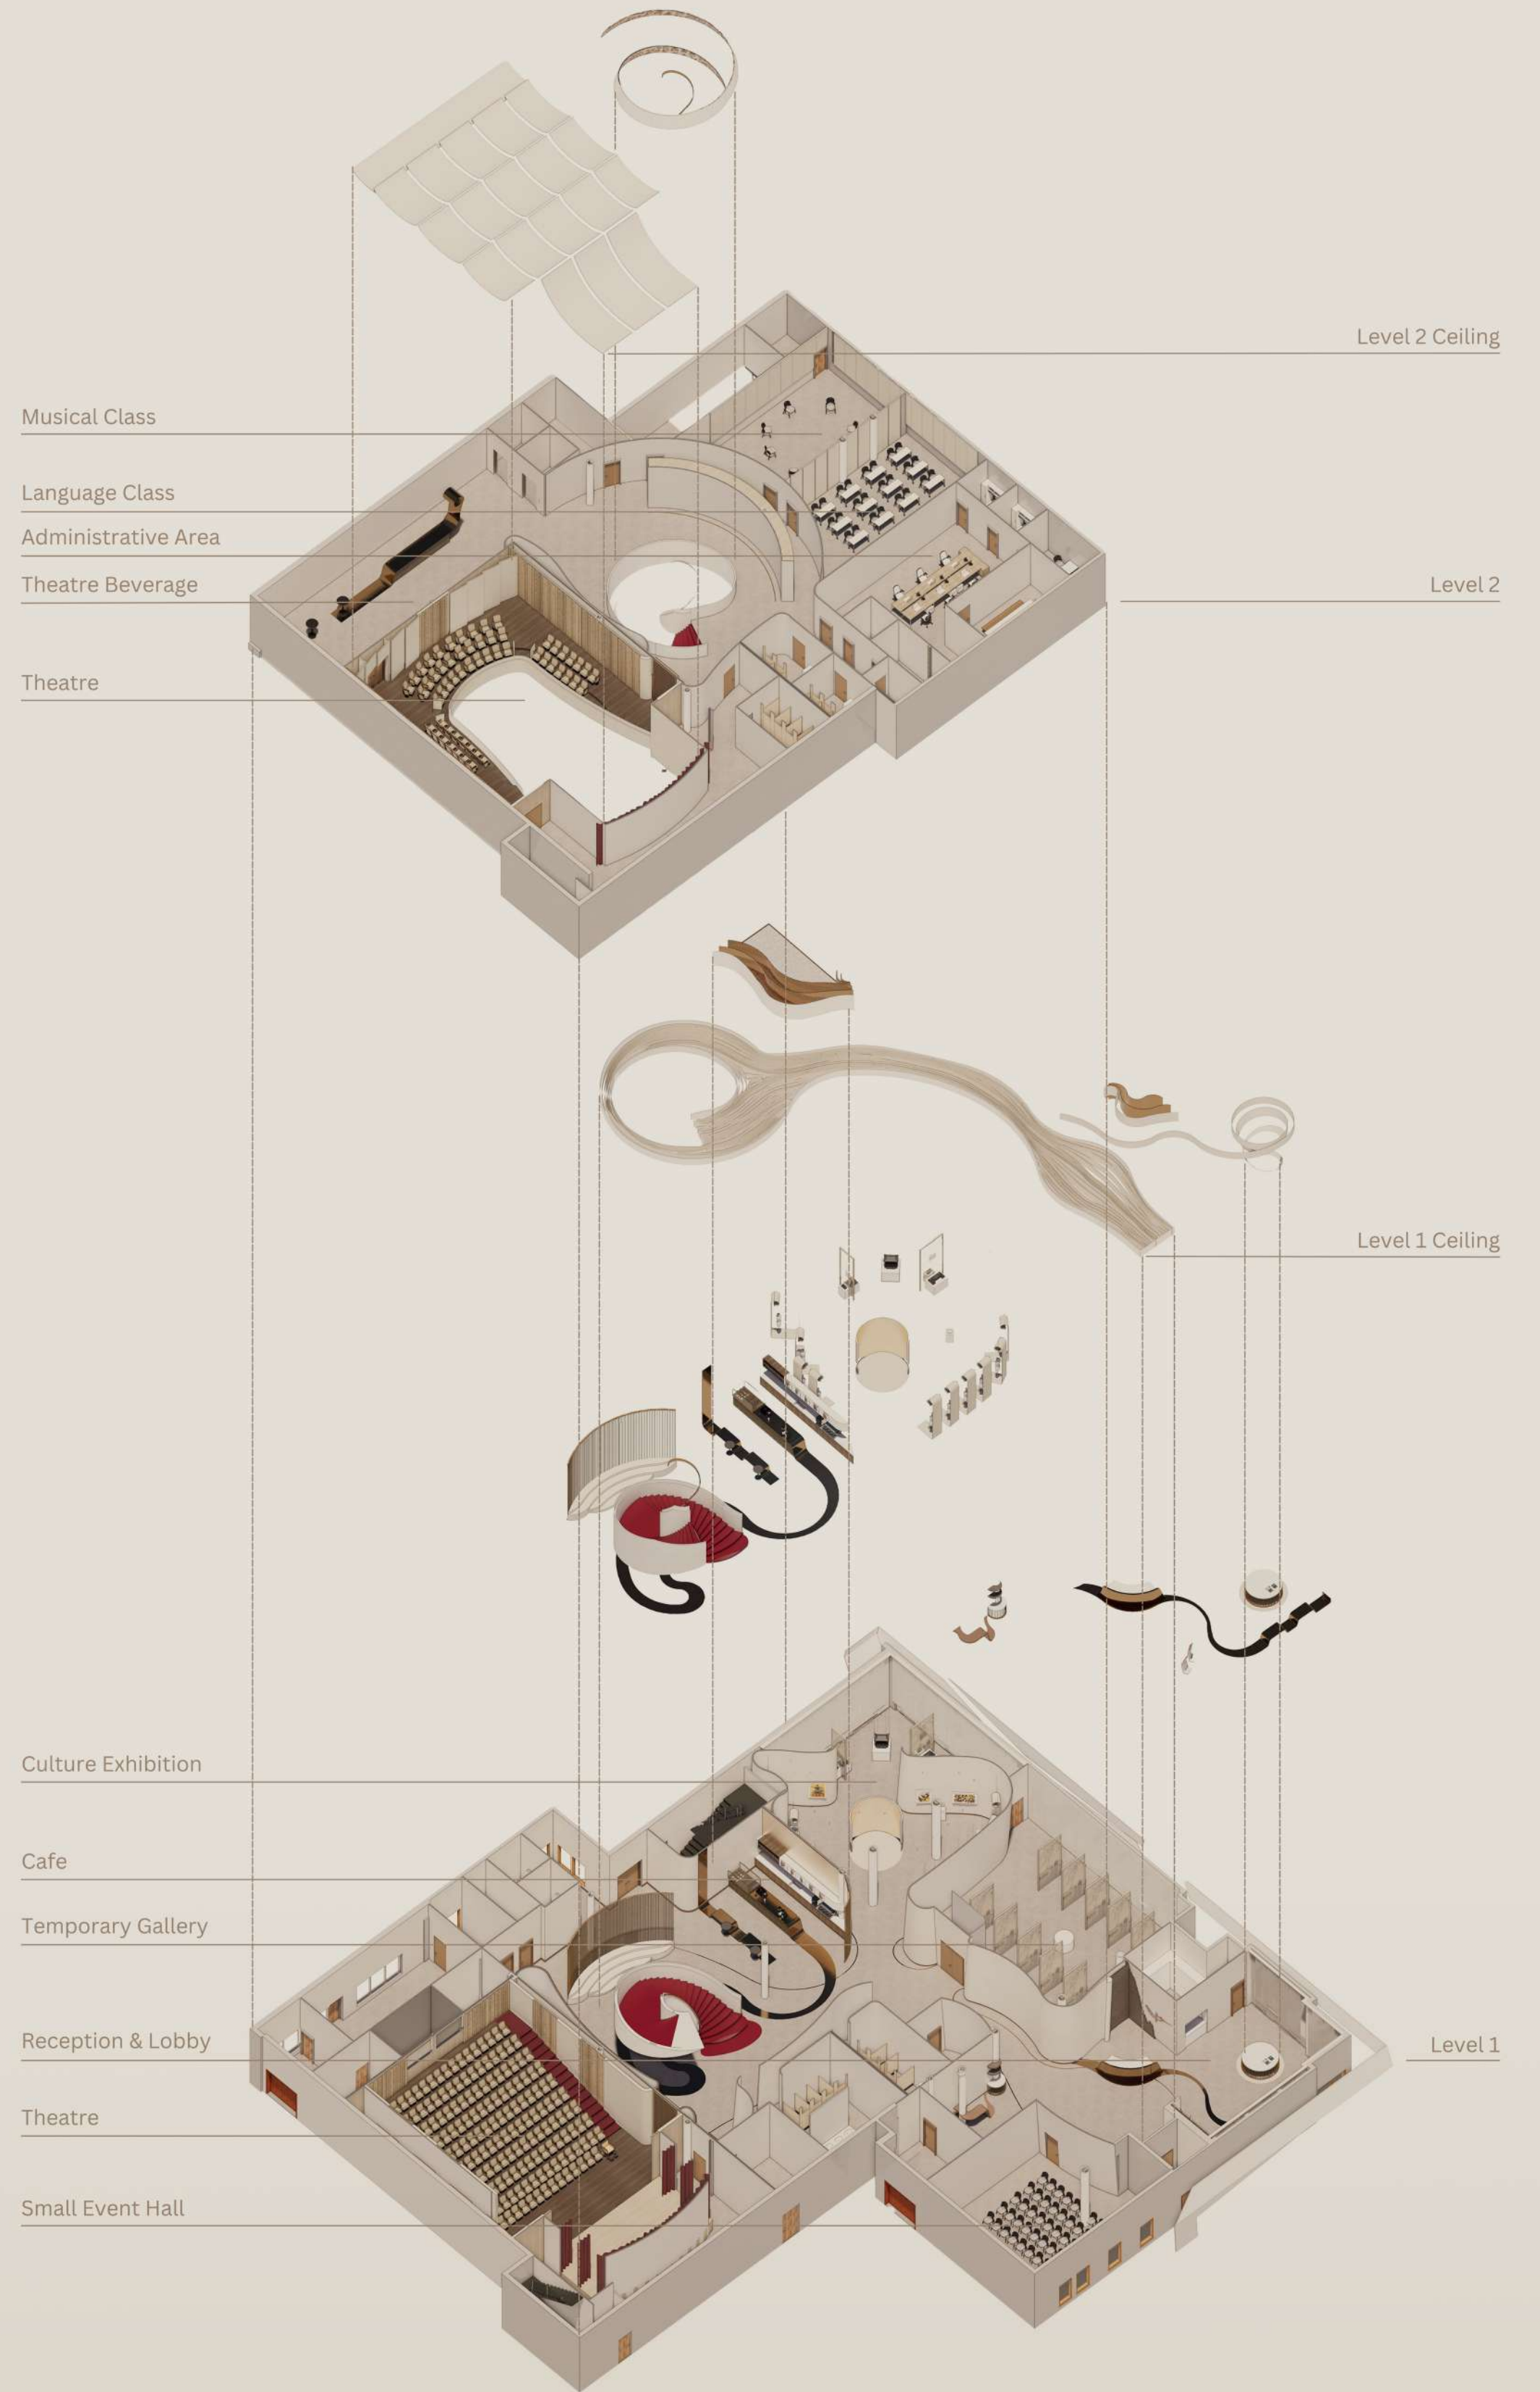 Level 2 Ceiling
Musical Class
Language Class
Administrative Area
Theatre Beverage
Level 2
Theatre
Level 1 Ceiling
Culture Exhibition
Cafe
Temporary Gallery
Reception & Lobby
Level 1
Theatre
Small Event Hall